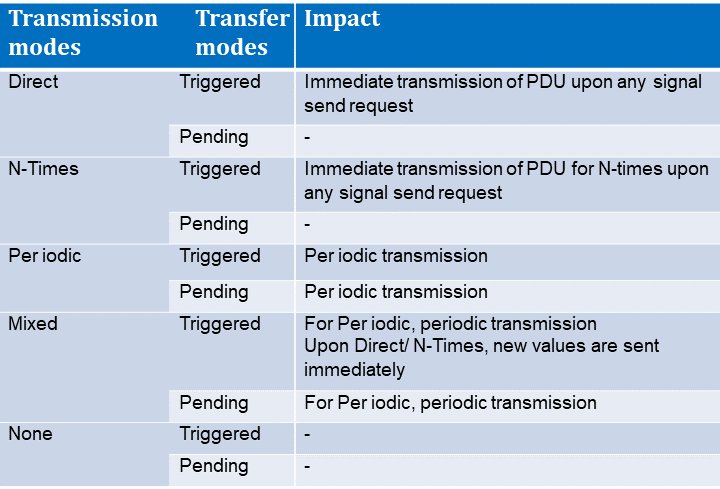 Transmission modes Transfer modes Impact
Direct Triggered Immediate transmission of PDU upon any signal
send request
Pending -
N-Times Triggered Immediate transmission of PDU for N-times upon
any signal send request
Pending -
Per iodic Triggered Per iodic transmission
Pending Per iodic transmission
Mixed Triggered For Per iodic, periodic transmission
Upon Direct/ N-Times, new values are sent
immediately
Pending For Per iodic, periodic transmission
None Triggered -
Pending -